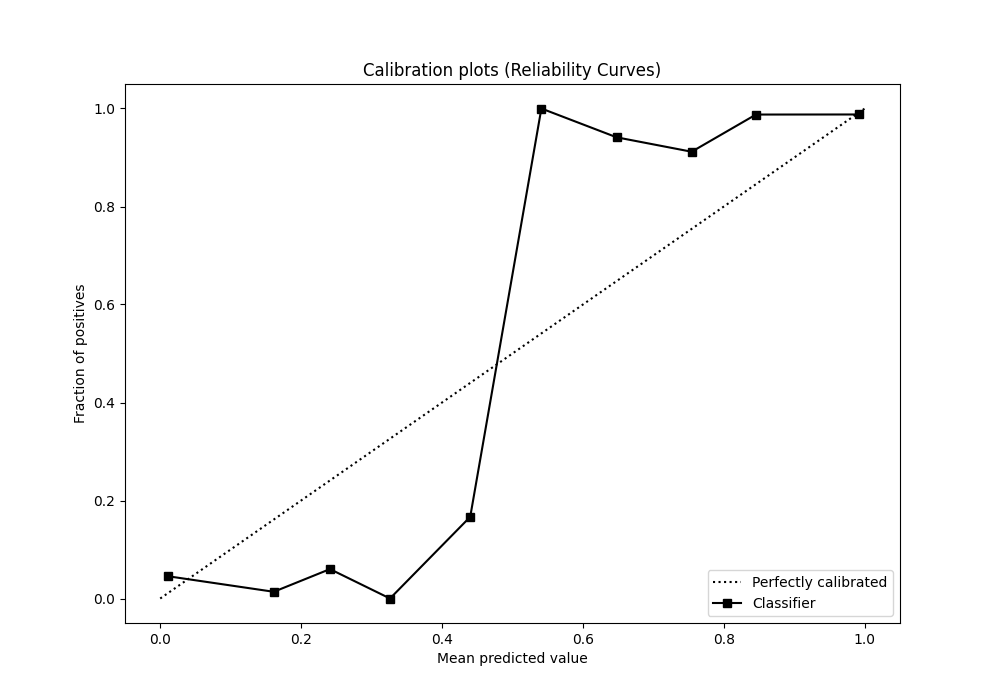 Calibration plots (Reliability Curves)
1.0
0.8
0.6
0.4
0.2
0.0
Fraction of positives
0.0 0.2 0.4 0.6 0.8 1.0
Mean predicted value
Perfectly calibrated
Classifier